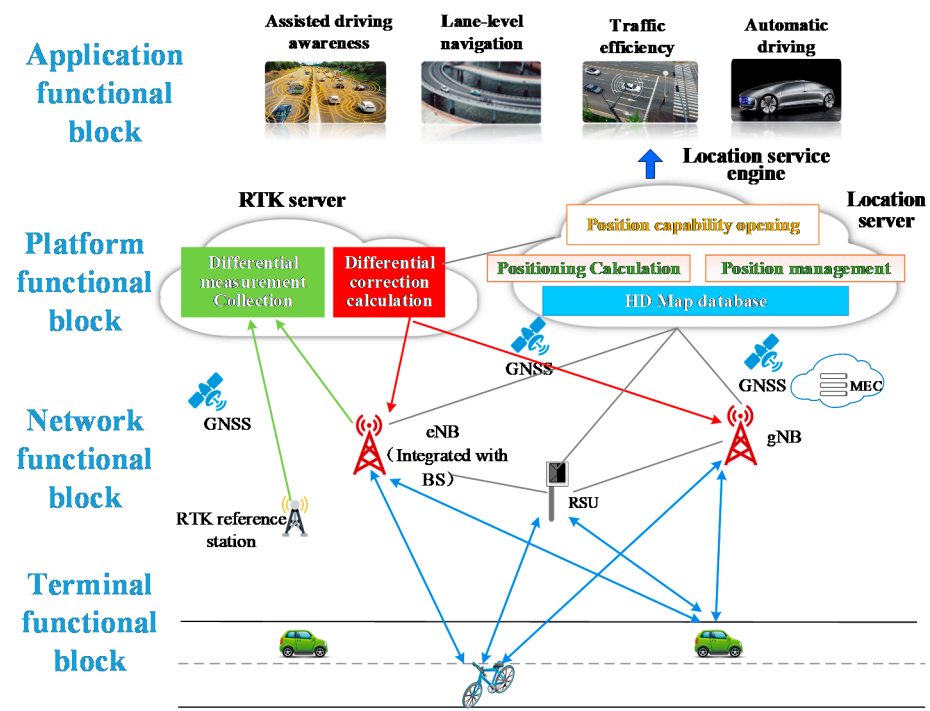 Application
functional
block
Assisted driving
awareness
Lane-level
navigation
Traffic
efficiency
Automatic
driving
Location service
engine
Platform
functional
block
RTK server
Location
server
Differential
measurement
Collection
Differential
correction
calculation
Position capability opening
Positioning Calculation
Position management
HD Map database
GNSS
GNSS
GNSS
MEC
Network
functional
block
eNB
（Integrated with
BS）
gNB
RSU
RTK reference
station
Terminal
functional
block